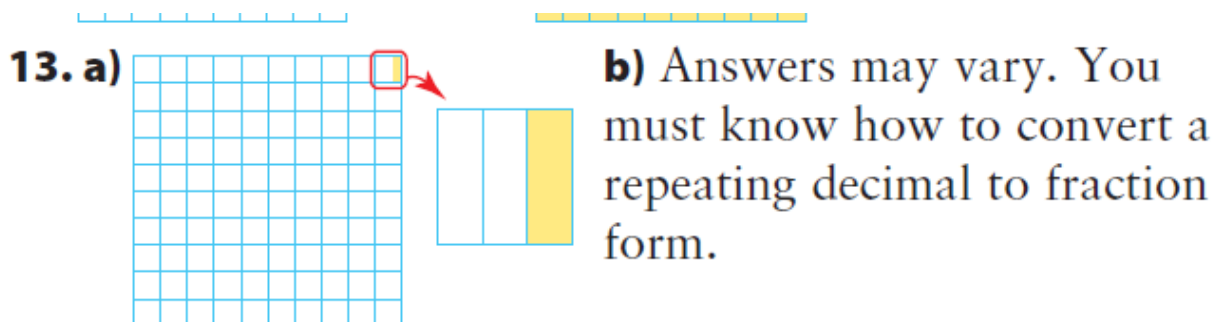 13. a)
b) Answers may vary. You
must know how to convert a
repeating decimal to fraction
form.